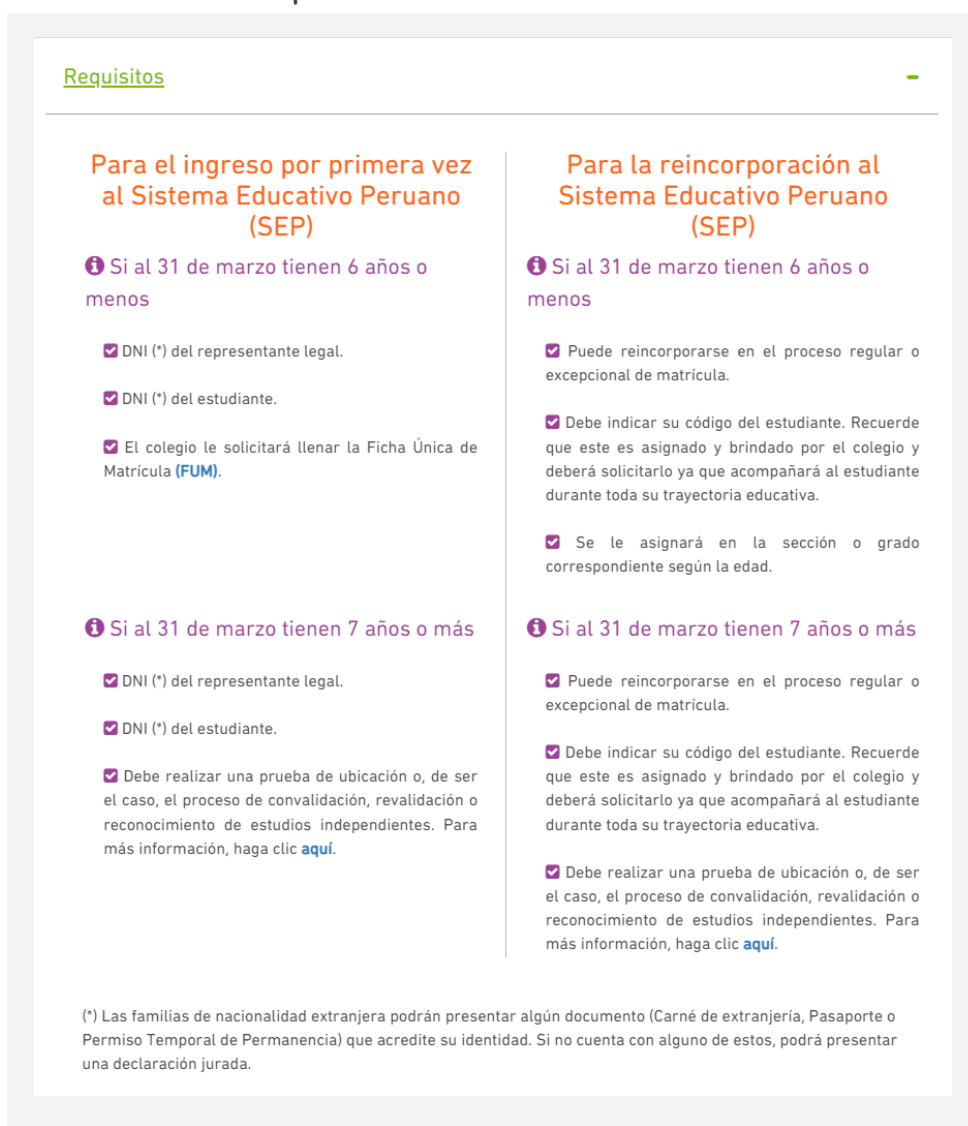 Requisitos
Para el ingreso por primera vez
al Sistema Educativo Peruano
(SEP)
Si al 31 de marzo tienen 6 años o
menos
DNI (*) del representante legal.
DNI (*) del estudiante.
El colegio le solicitará llenar la Ficha Única de
Matrícula (FUM).
Si al 31 de marzo tienen 7 años o más
DNI (*) del representante legal.
DNI (*) del estudiante.
Debe realizar una prueba de ubicación o, de ser
el caso, el proceso de convalidación, revalidación o
reconocimiento de estudios independientes. Para
más información, haga clic aquí.
Para la reincorporación al
Sistema Educativo Peruano
(SEP)
Si al 31 de marzo tienen 6 años o
menos
Puede reincorporarse en el proceso regular o
excepcional de matrícula.
Debe indicar su código del estudiante. Recuerde
que este es asignado y brindado por el colegio y
deberá solicitarlo ya que acompañará al estudiante
durante toda su trayectoria educativa.
Se le asignará en la sección o grado
correspondiente según la edad.
Si al 31 de marzo tienen 7 años o más
Puede reincorporarse en el proceso regular o
excepcional de matrícula.
Debe indicar su código del estudiante. Recuerde
que este es asignado y brindado por el colegio y
deberá solicitarlo ya que acompañará al estudiante
durante toda su trayectoria educativa.
Debe realizar una prueba de ubicación o, de ser
el caso, el proceso de convalidación, revalidación o
reconocimiento de estudios independientes. Para
más información, haga clic aquí.
(*) Las familias de nacionalidad extranjera podrán presentar algún documento (Carné de extranjería, Pasaporte o
Permiso Temporal de Permanencia) que acredite su identidad. Si no cuenta con alguno de estos, podrá presentar
una declaración jurada.